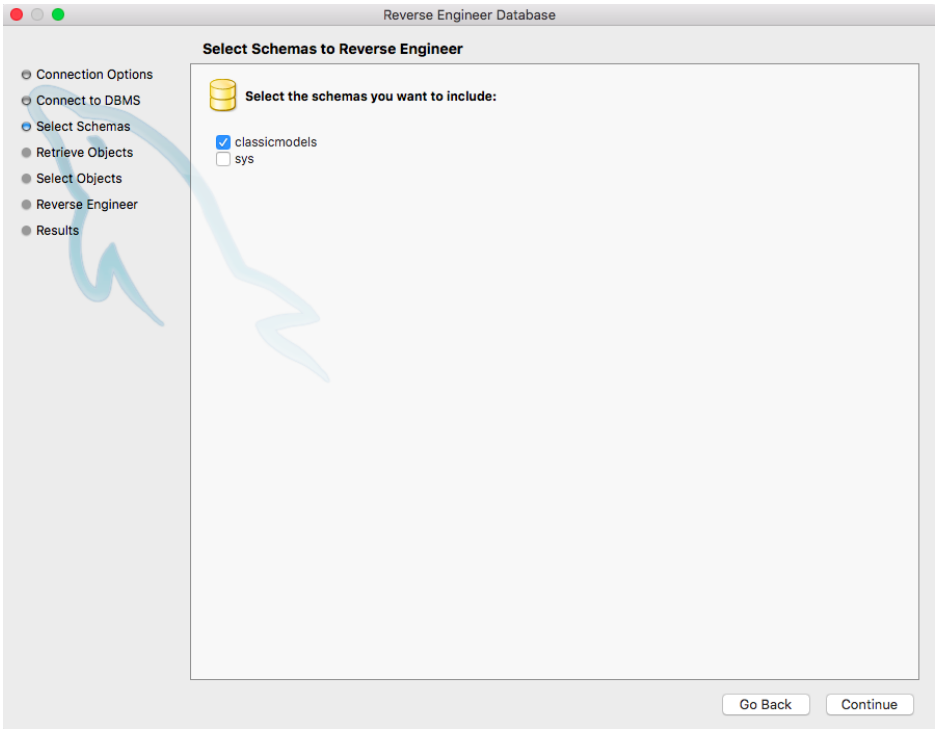 Reverse Engineer Database
Select Schemas to Reverse Engineer
Connection Options
Connect to DBMS
Select Schemas
Retrieve Objects
Select Objects
Reverse Engineer
Results
Select the schemas you want to include:
classicmodels
sys
Go Back
Continue